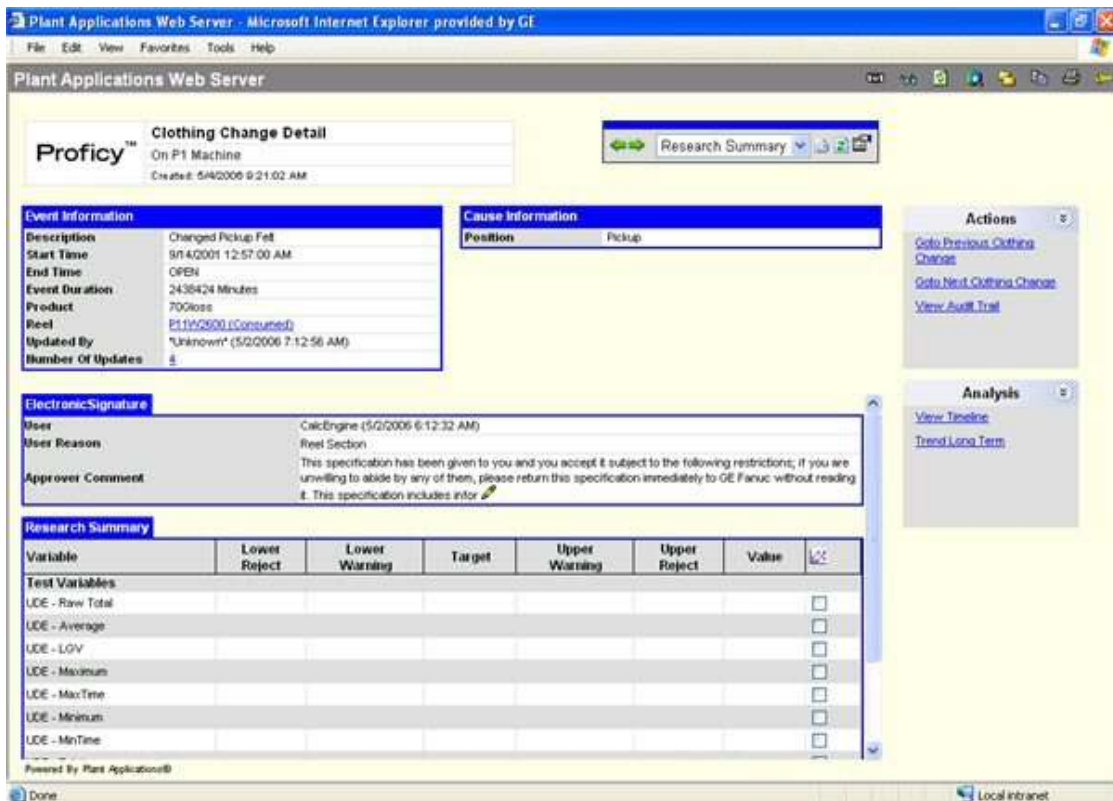 Plant Applications Web Server - Microsoft Internet Explorer provided by GE
File Edit View Favorites Tools Help
Plant Applications Web Server
Proficy™
Clothing Change Detail
On P1 Machine
Created: 5/4/2006 9:21:02 AM
Research Summary
Event Information
Description Changed Pickup Felt
Start Time 9/14/2001 12:57:00 AM
End Time OPEN
Event Duration 2438424 Minutes
Product 70Gloss
Reel P11W2600 (Consumed)
Updated By *Unknown* (5/2/2006 7:12:56 AM)
Number Of Updates 4
Cause Information
Position Pickup
Actions
Goto Previous Clothing
Change
Goto Next Clothing Change
View Audit Trail
Analysis
View Timeline
Trend Long Term
ElectronicSignature
User CalcEngine (5/2/2006 6:12:32 AM)
User Reason Reel Section
Approver Comment This specification has been given to you and you accept it subject to the following restrictions; if you are
unwilling to abide by any of them, please return this specification immediately to GE Fanuc without reading
it. This specification includes infor
Research Summary
Variable Lower Reject Lower Warning Target Upper Warning Upper Reject Value
Test Variables
UDE - Raw Total
UDE - Average
UDE - LGV
UDE - Maximum
UDE - MaxTime
UDE - Minimum
UDE - MinTime
Powered By Plant Applications®
Done Local intranet